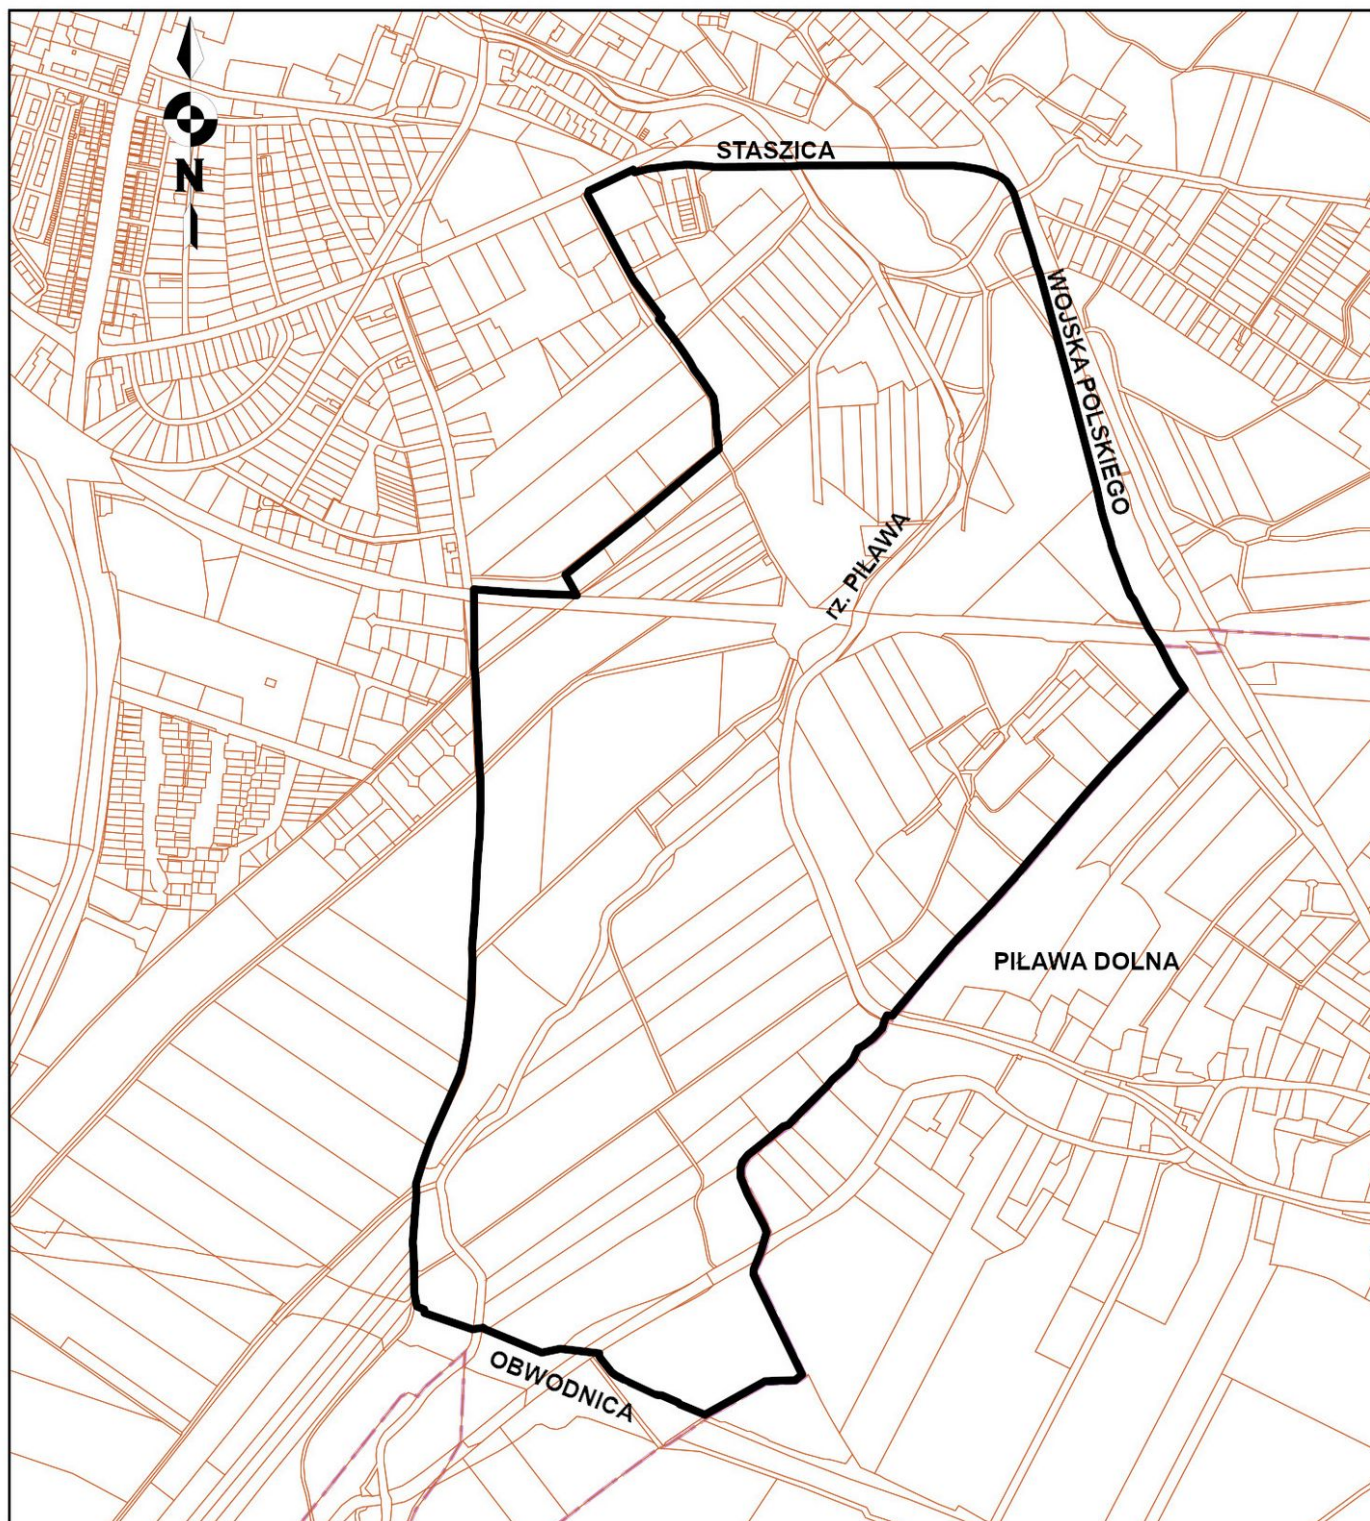 STASZICA
N
WOJSKA POLSKIEGO
rz. PIŁAWA
PIŁAWA DOLNA
OBWODNICA